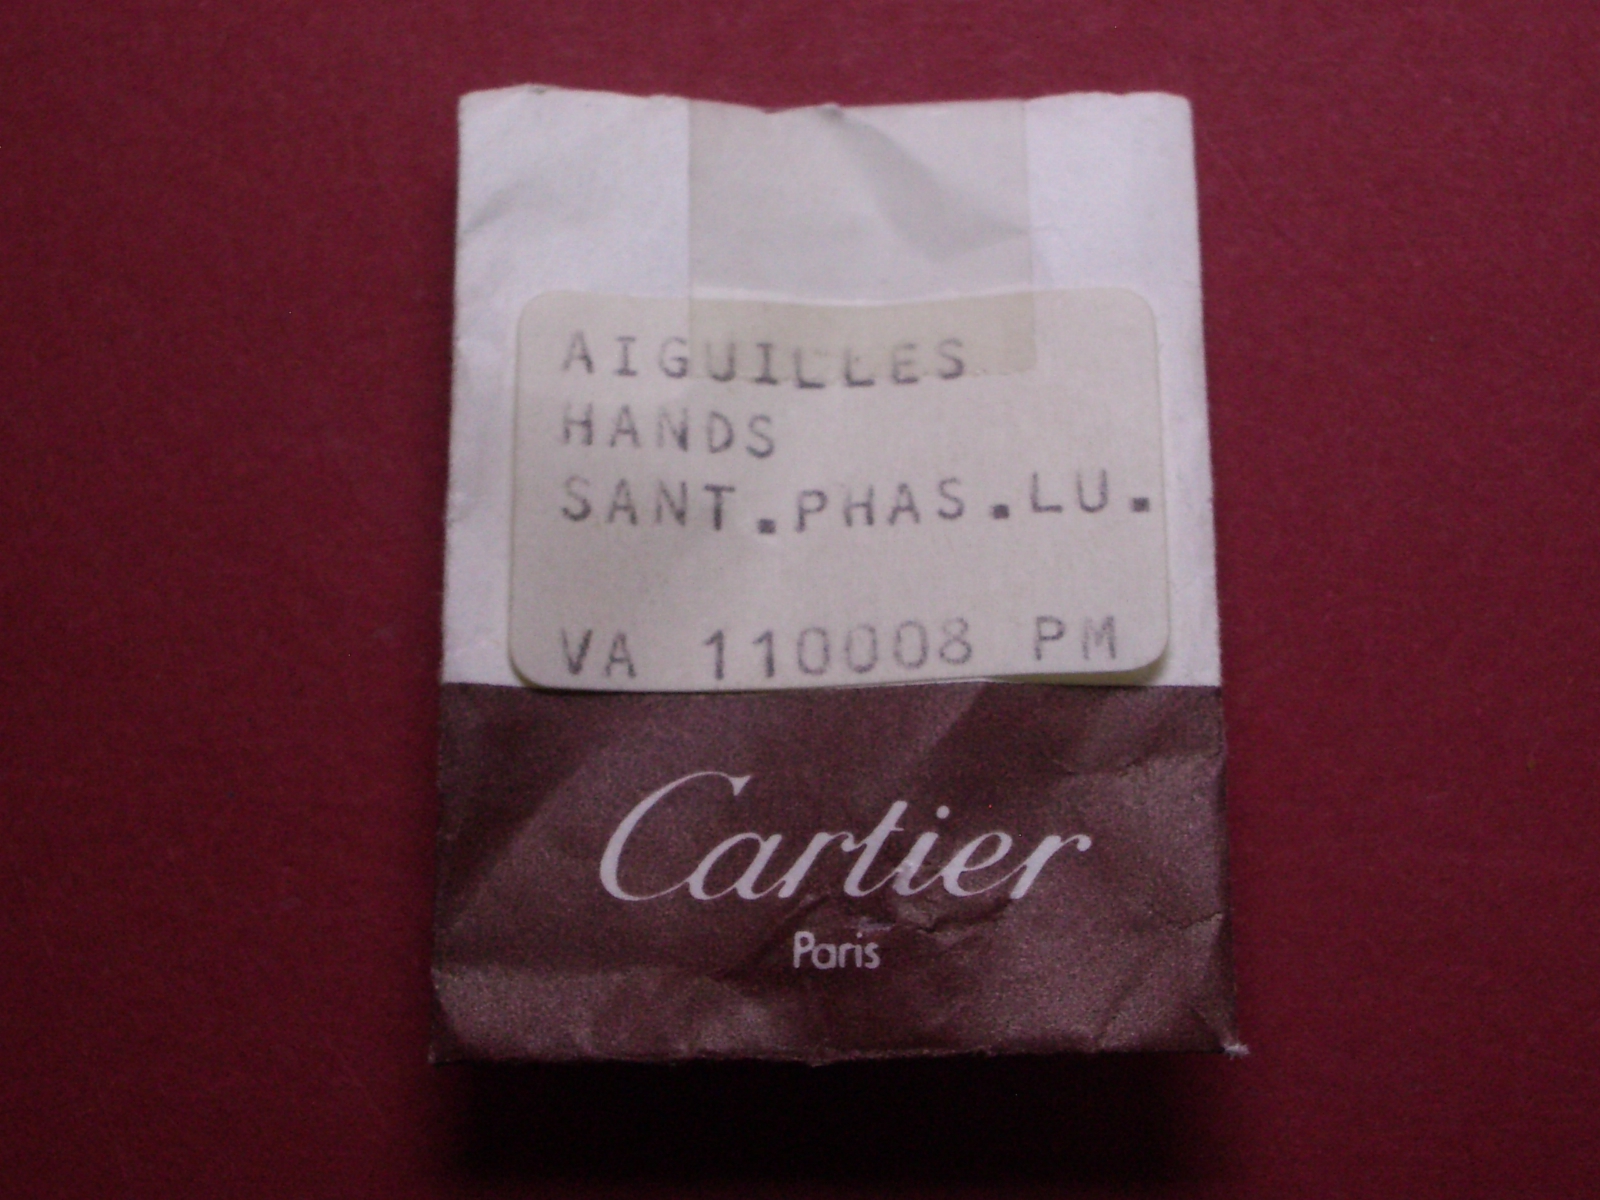 AIGUILLES
HANDS
SANT.PHAS.LU.
VA 110008 PM
Cartier
Paris